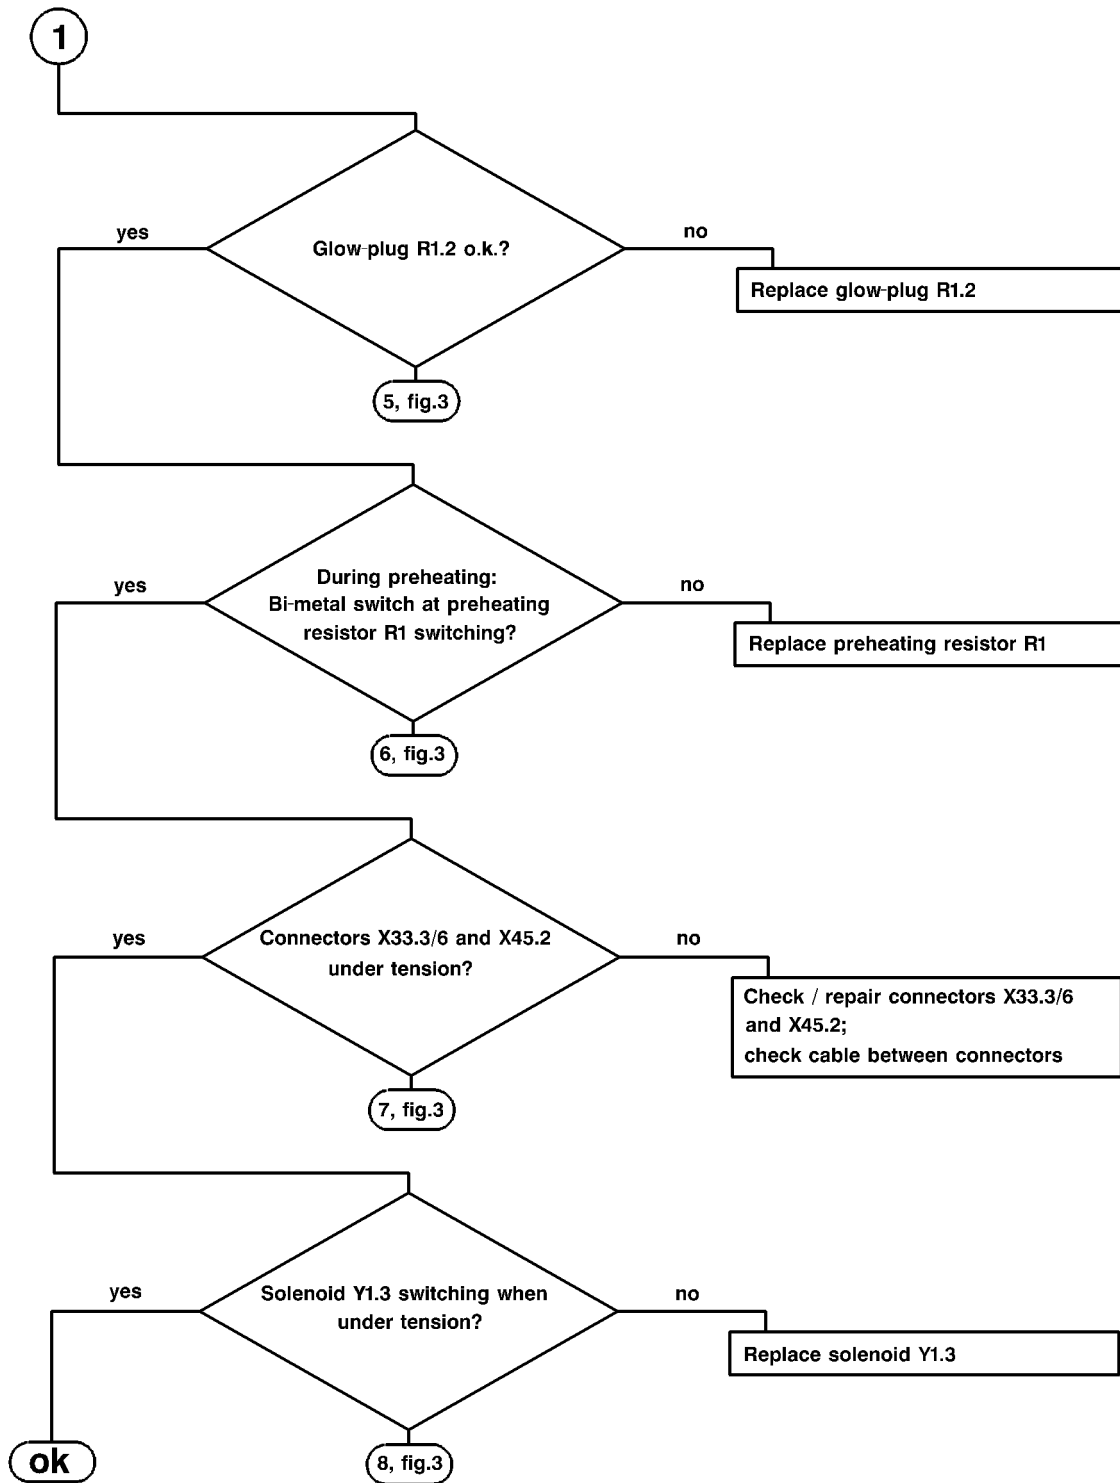 1
Glow-plug R1.2 o.k.?
yes
no
Replace glow-plug R1.2
5, fig.3
During preheating:
Bi-metal switch at preheating
resistor R1 switching?
yes
no
Replace preheating resistor R1
6, fig.3
Connectors X33.3/6 and X45.2
under tension?
yes
no
Check / repair connectors X33.3/6
and X45.2;
check cable between connectors
7, fig.3
Solenoid Y1.3 switching when
under tension?
yes
no
Replace solenoid Y1.3
8, fig.3
ok